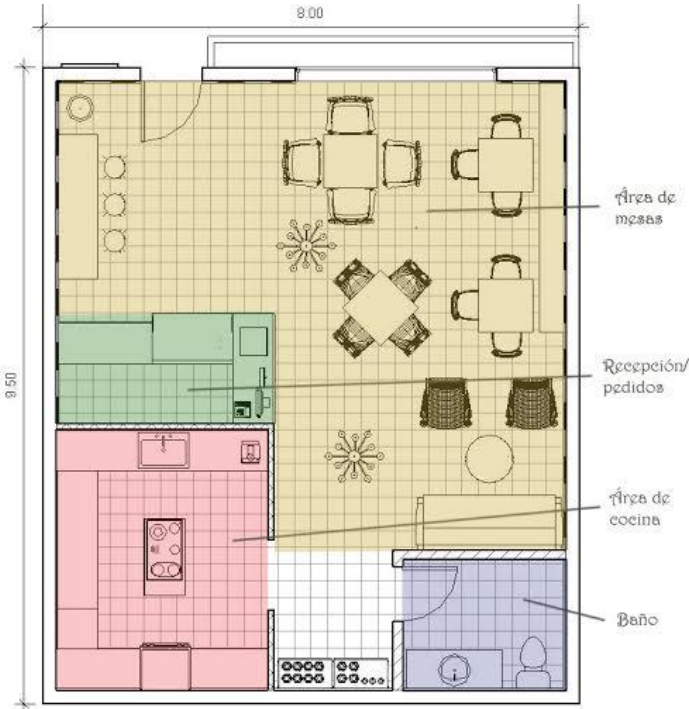 8.00
Área de
mesas
9.50
Recepción/
pedidos
Área de
cocina
Baño